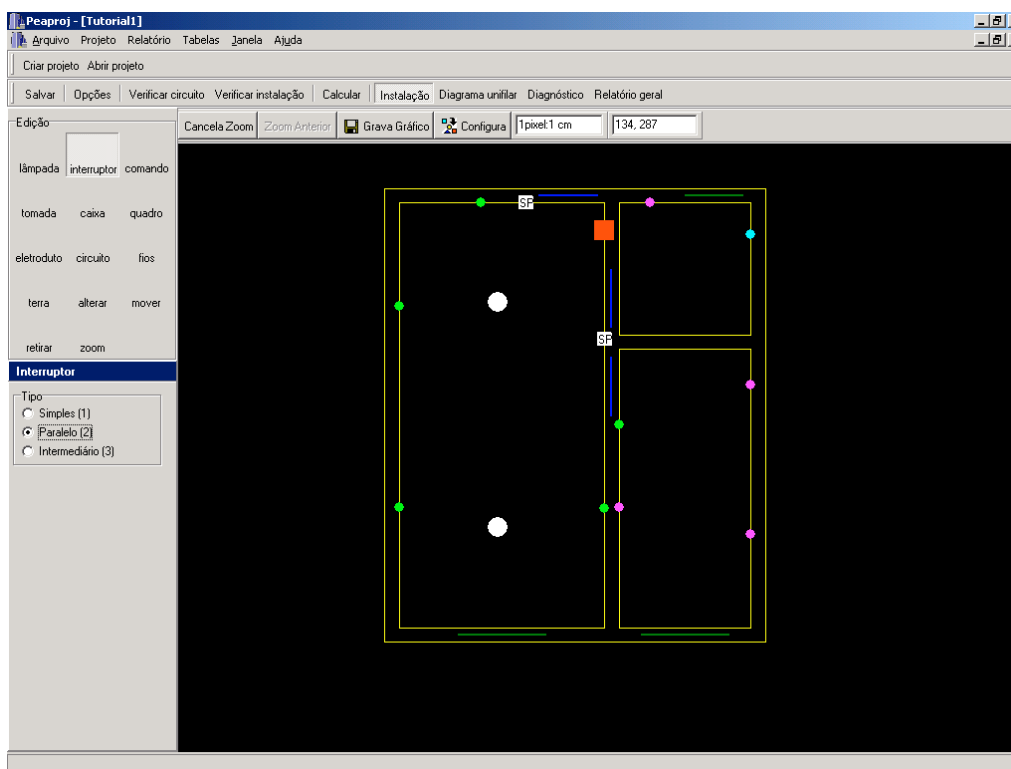 Peaproj - [Tutorial1]
Arquivo Projeto Relatório Tabelas Janela Ajuda
Criar projeto Abrir projeto
Salvar Opções Verificar circuito Verificar instalação Calcular Instalação Diagrama unifilar Diagnóstico Relatório geral
Edição
Cancela Zoom Zoom Anterior Grava Gráfico Configura 1pixel:1 cm 134, 287
lâmpada interruptor comando
tomada caixa quadro
eletroduto circuito fios
terra alterar mover
retirar zoom
Interruptor
Tipo
Simples (1)
Paralelo (2)
Intermediário (3)
SP
SP